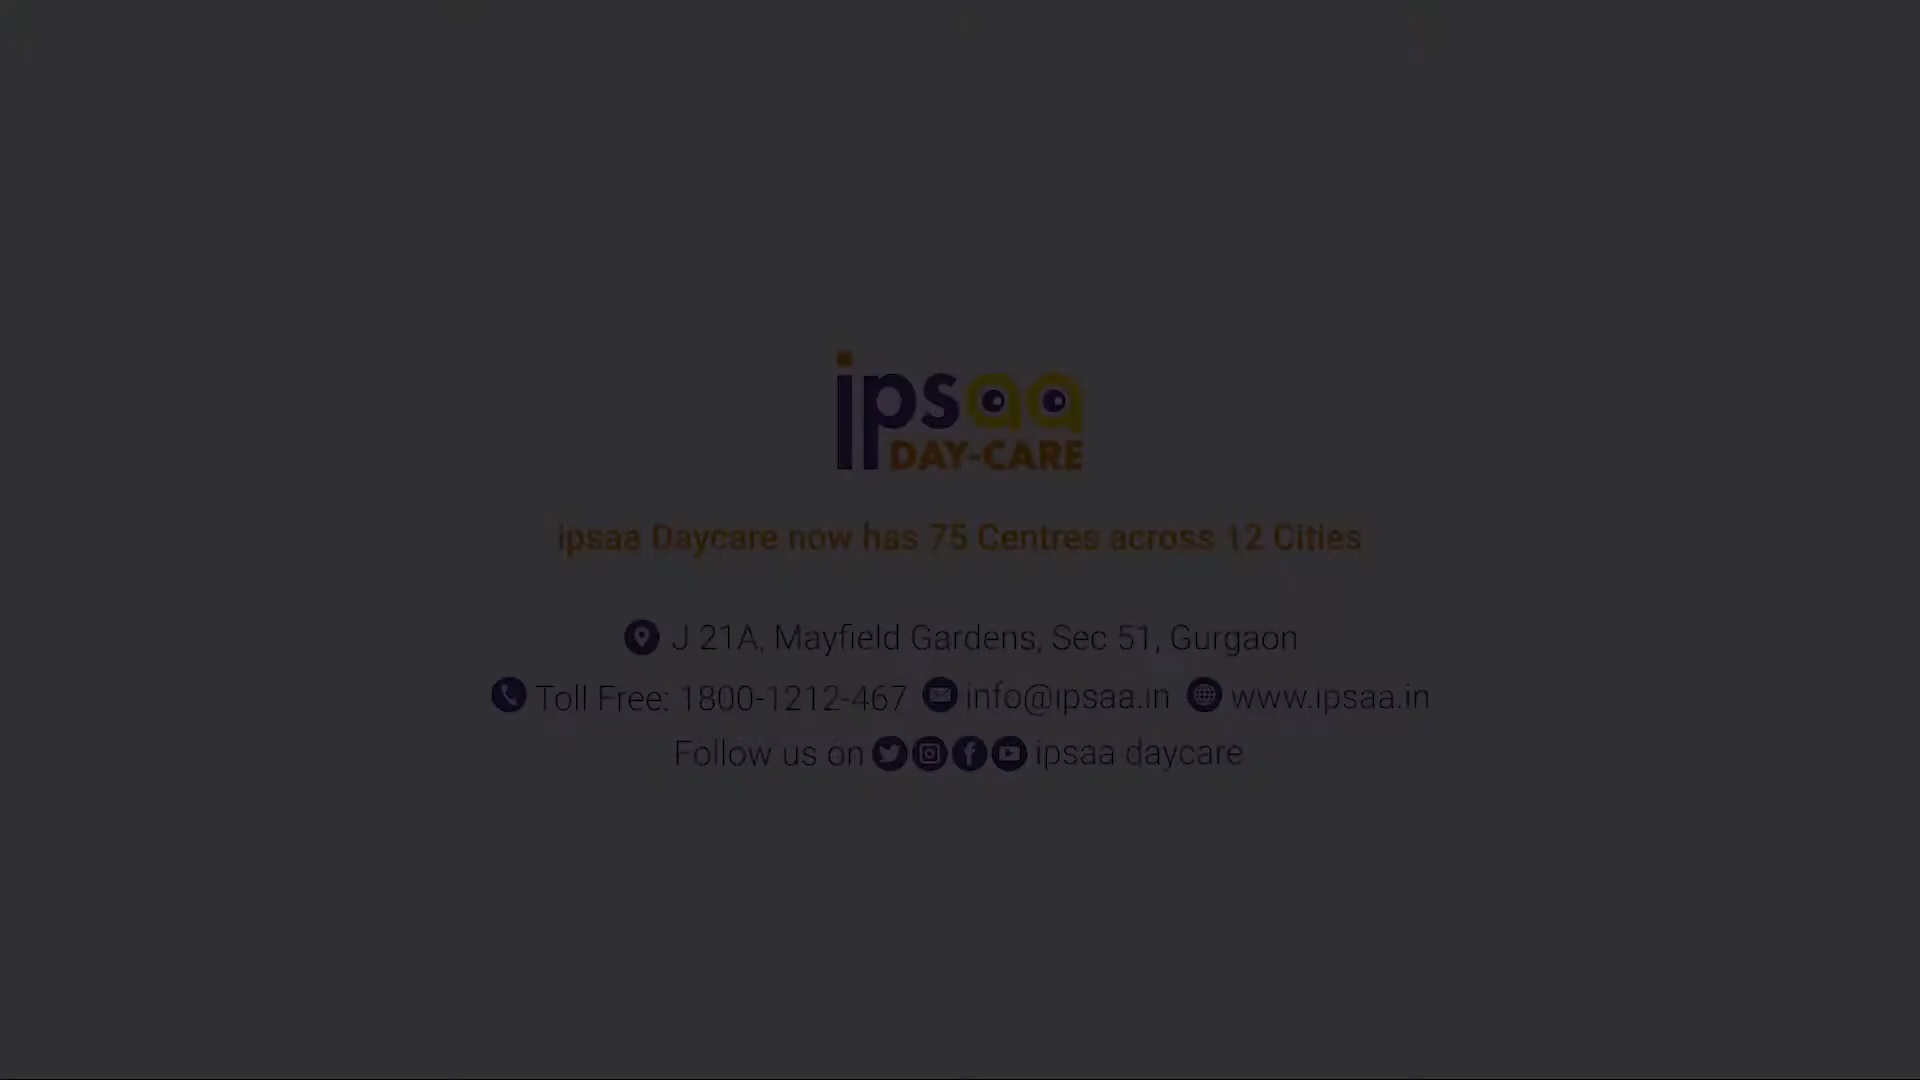 ipsaa
DAY-CARE
ipsaa Daycare now has 75 Centres across 12 Cities
J 21A, Mayfield Gardens, Sec 51, Gurgaon
Toll Free: 1800-1212-467 info@ipsaa.in www.ipsaa.in
Follow us on ipsaa daycare